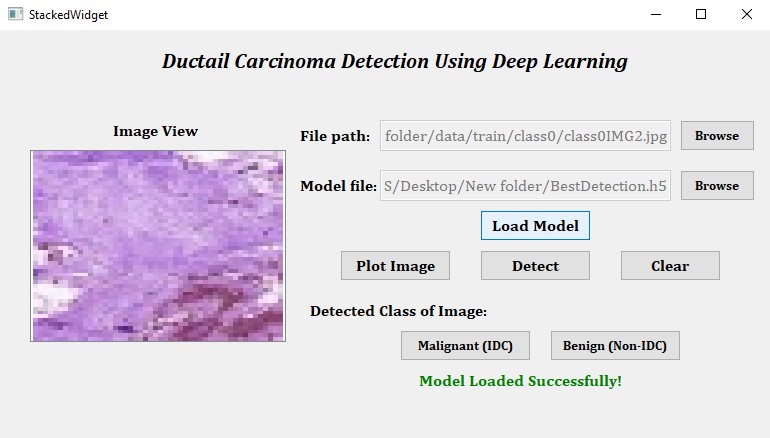 StackedWidget
Ductail Carcinoma Detection Using Deep Learning
Image View
File path: folder/data/train/class0/class0IMG2.jpg Browse
Model file: S/Desktop/New folder/BestDetection.h5 Browse
Load Model
Plot Image Detect Clear
Detected Class of Image:
Malignant (IDC) Benign (Non-IDC)
Model Loaded Successfully!